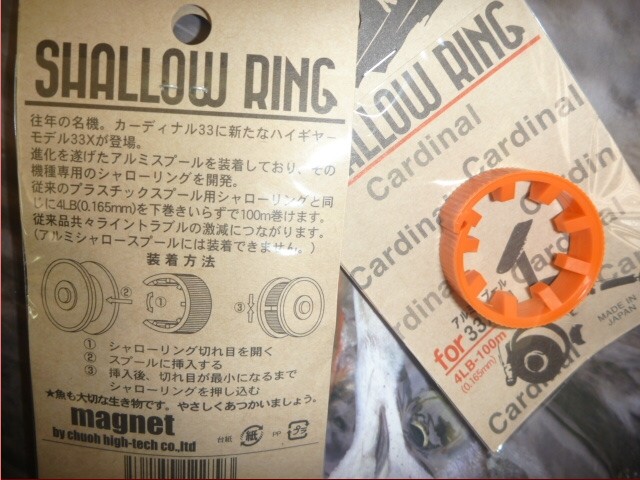 SHALLOW RING
往年の名機。カーディナル33に新たなハイギヤー
モデル33Xが登場。
進化を遂げたアルミスプールを装着しており、その
機種専用のシャローリングを開発。
従来のプラスチックスプール用シャローリングと同
じに4LB(0.165mm)を下巻きいらずで100m巻けます。
従来品共々ライントラブルの激減につながります。
(アルミシャロースプールには装着できません。)
装着方法
②
①
③
① シャローリング切れ目を開く
② スプールに挿入する
③ 挿入後、切れ目が最小になるまで
シャローリングを押し込む
★魚も大切な生き物です。やさしくあつかいましょう。
magnet
by chuoh high-tech co.,ltd
台紙 紙 PP プラ
ALLOW RING
Cardinal
Cardinal
Cardinal
Cardin
Cardinal
Cardinal
for 33
4LB-100m
(0.165mm)
MADE IN
JAPAN